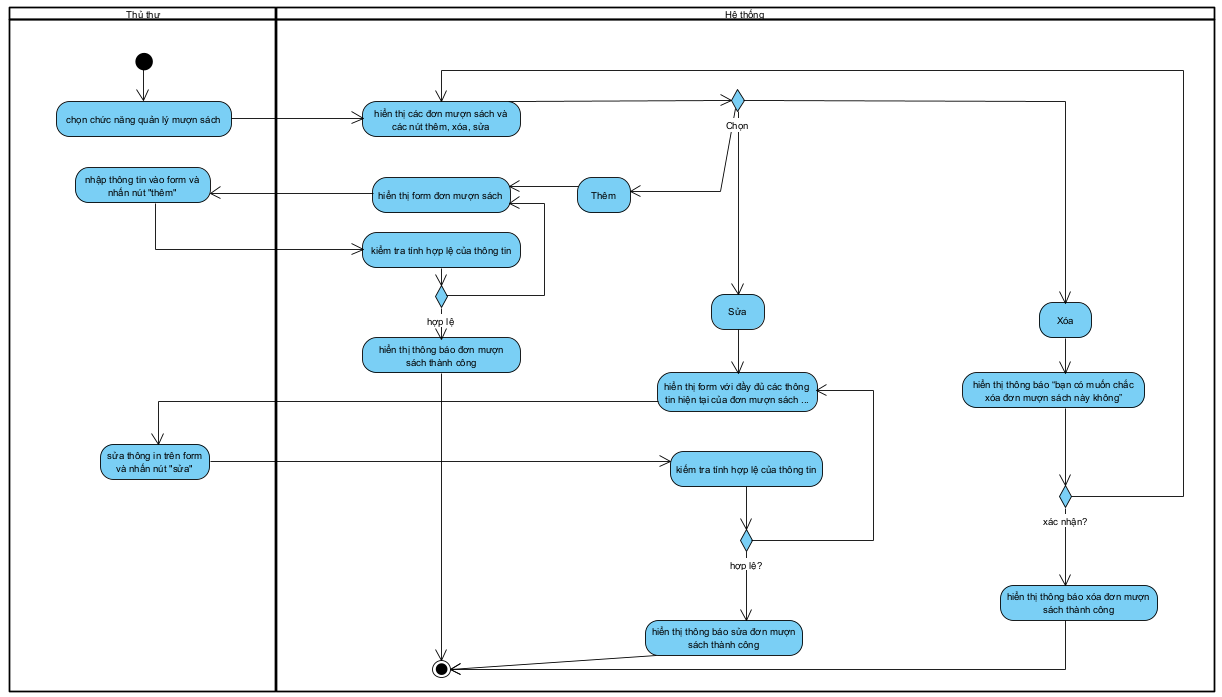 Thủ thư
Hệ thống
chọn chức năng quản lý mượn sách
hiển thị các đơn mượn sách và
các nút thêm, xóa, sửa
Chọn
nhập thông tin vào form và
nhấn nút "thêm"
hiển thị form đơn mượn sách
Thêm
kiểm tra tính hợp lệ của thông tin
hợp lệ
hiển thị thông báo đơn mượn
sách thành công
Sửa
Xóa
hiển thị form với đầy đủ các thông
tin hiện tại của đơn mượn sách ...
hiển thị thông báo "bạn có muốn chắc
xóa đơn mượn sách này không"
sửa thông in trên form
và nhấn nút "sửa"
kiểm tra tính hợp lệ của thông tin
xác nhận?
hợp lệ?
hiển thị thông báo xóa đơn mượn
sách thành công
hiển thị thông báo sửa đơn mượn
sách thành công